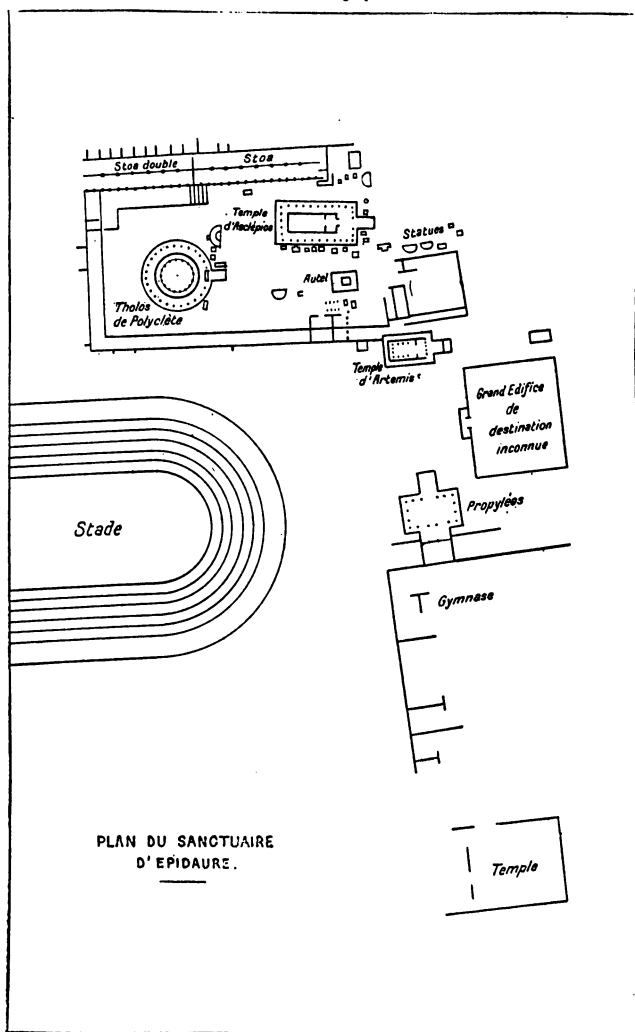 Stoa double
Stoa
Temple
d'Asclépios
Statues
Autel
Tholos
de Polyclète
Temple
d'Artemis
Grand Edifice
de
destination
inconnue
Propylées
Stade
Gymnase
PLAN DU SANCTUAIRE
D'EPIDAURE.
Temple